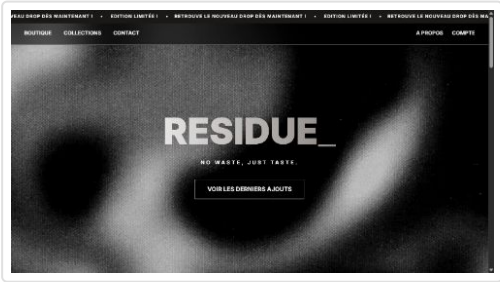 VEAU DROP DÈS MAINTENANT ! • EDITION LIMITÉE ! • RETROUVE LE NOUVEAU DROP DÈS MAINTENANT ! • EDITION LIMITÉE ! • RETROUVE LE NOUVEAU DROP DÈS
BOUTIQUE COLLECTIONS CONTACT A PROPOS COMPTE
RESIDUE_
NO WASTE, JUST TASTE.
VOIR LES DERNIERS AJOUTS